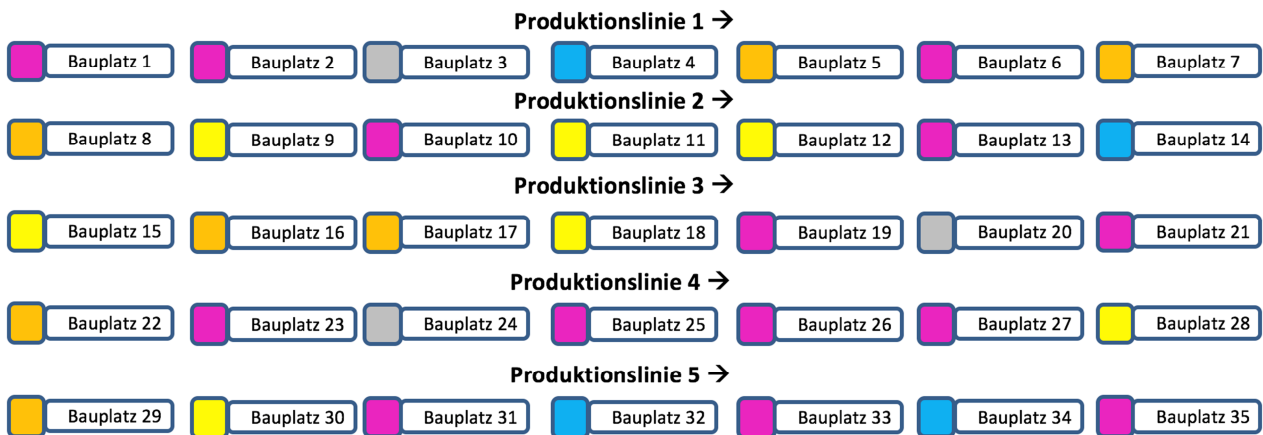 Produktionslinie 1 →
Bauplatz 1 Bauplatz 2 Bauplatz 3 Bauplatz 4 Bauplatz 5 Bauplatz 6 Bauplatz 7
Produktionslinie 2 →
Bauplatz 8 Bauplatz 9 Bauplatz 10 Bauplatz 11 Bauplatz 12 Bauplatz 13 Bauplatz 14
Produktionslinie 3 →
Bauplatz 15 Bauplatz 16 Bauplatz 17 Bauplatz 18 Bauplatz 19 Bauplatz 20 Bauplatz 21
Produktionslinie 4 →
Bauplatz 22 Bauplatz 23 Bauplatz 24 Bauplatz 25 Bauplatz 26 Bauplatz 27 Bauplatz 28
Produktionslinie 5 →
Bauplatz 29 Bauplatz 30 Bauplatz 31 Bauplatz 32 Bauplatz 33 Bauplatz 34 Bauplatz 35